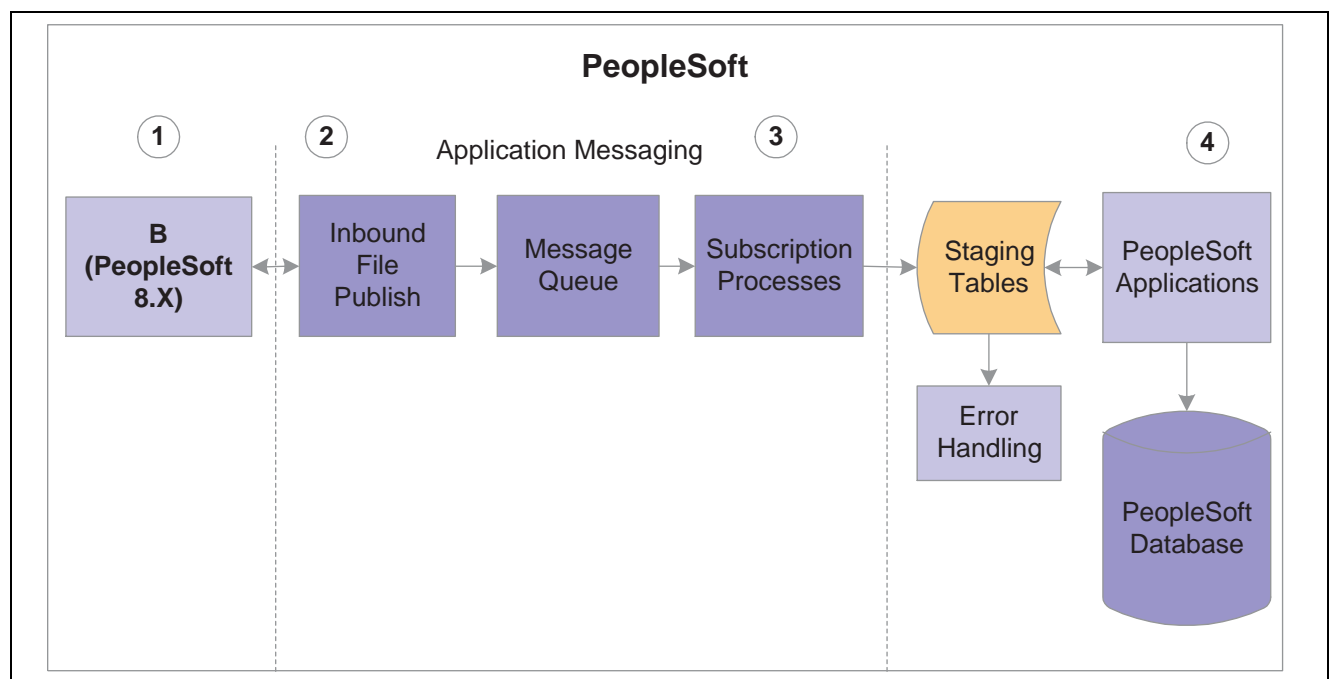 PeopleSoft
1
2
Application Messaging
3
4
B
(PeopleSoft
8.X)
Inbound
File
Publish
Message
Queue
Subscription
Processes
Staging
Tables
PeopleSoft
Applications
Error
Handling
PeopleSoft
Database